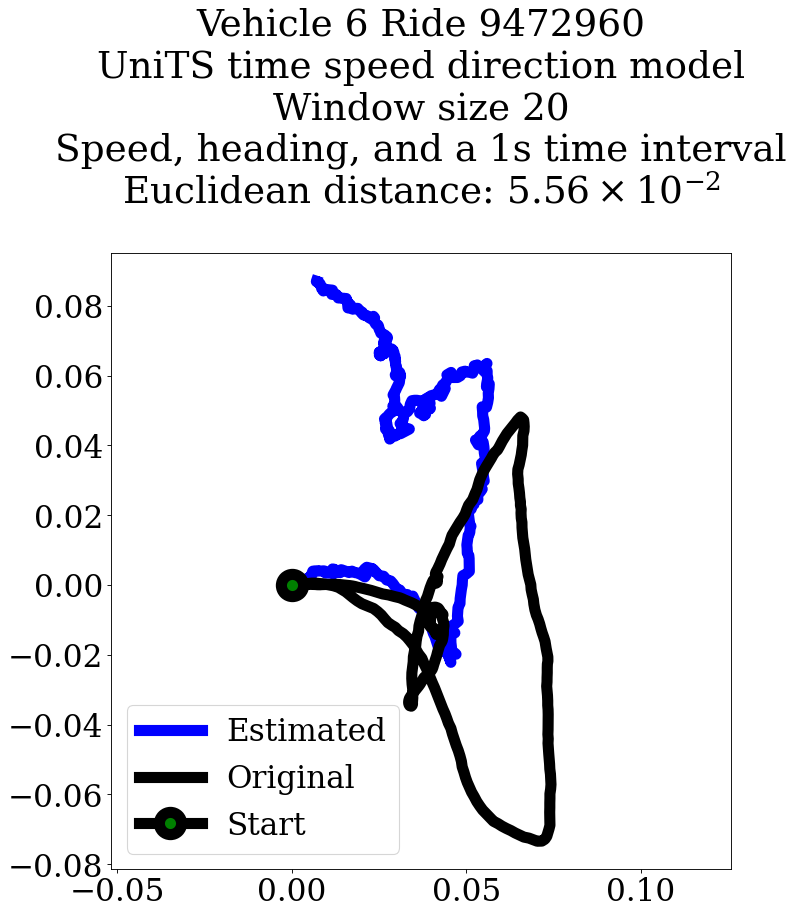 Vehicle 6 Ride 9472960
UniTS time speed direction model
Window size 20
Speed, heading, and a 1s time interval
Euclidean distance: 5.56 × 10⁻²
0.08
0.06
0.04
0.02
0.00
−0.02
−0.04
−0.06
−0.08
Estimated
Original
Start
−0.05 0.00 0.05 0.10